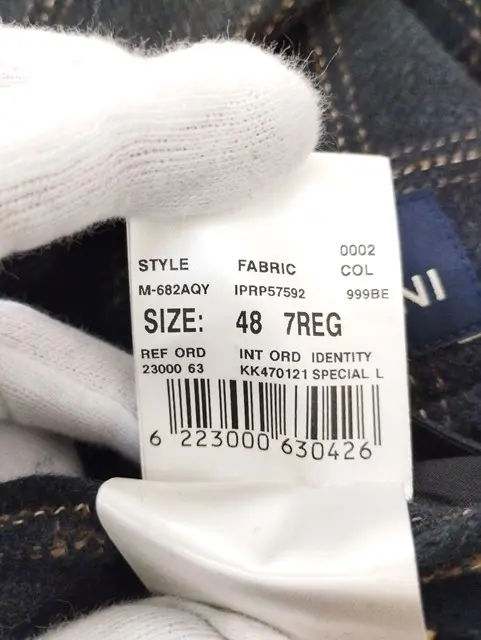 0002
STYLE FABRIC COL
M-682AQY IPRP57592 999BE
SIZE: 48 7REG
REF ORD INT ORD IDENTITY
23000 63 KK470121 SPECIAL L
6 223000 630426
NI